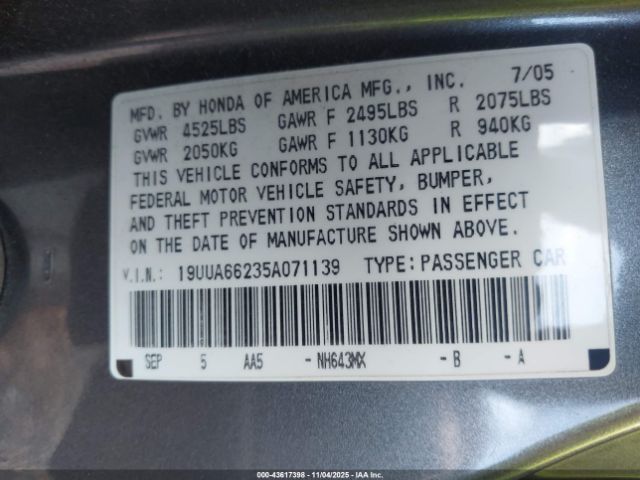 MFD. BY HONDA OF AMERICA MFG., INC. 7/05
GVWR 4525LBS GAWR F 2495LBS R 2075LBS
GVWR 2050KG GAWR F 1130KG R 940KG
THIS VEHICLE CONFORMS TO ALL APPLICABLE
FEDERAL MOTOR VEHICLE SAFETY, BUMPER,
AND THEFT PREVENTION STANDARDS IN EFFECT
ON THE DATE OF MANUFACTURE SHOWN ABOVE.
V.I.N.: 19UUA66235A071139 TYPE: PASSENGER CAR
SEP 5 AA5 - NH643MX - B - A
000-43617398 - 11/04/2025 - IAAI.COM